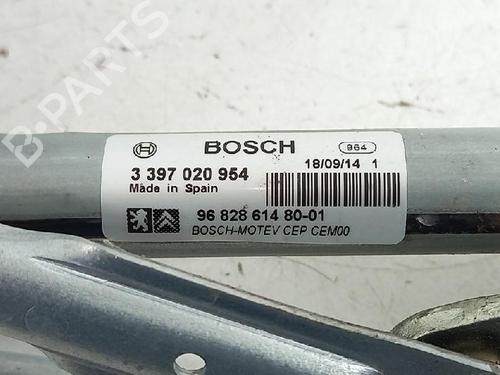 B-PARTS
BOSCH
964
18/09/14 1
3 397 020 954
Made in Spain
96 828 614 80-01
BOSCH-MOTEV CEP CEM00